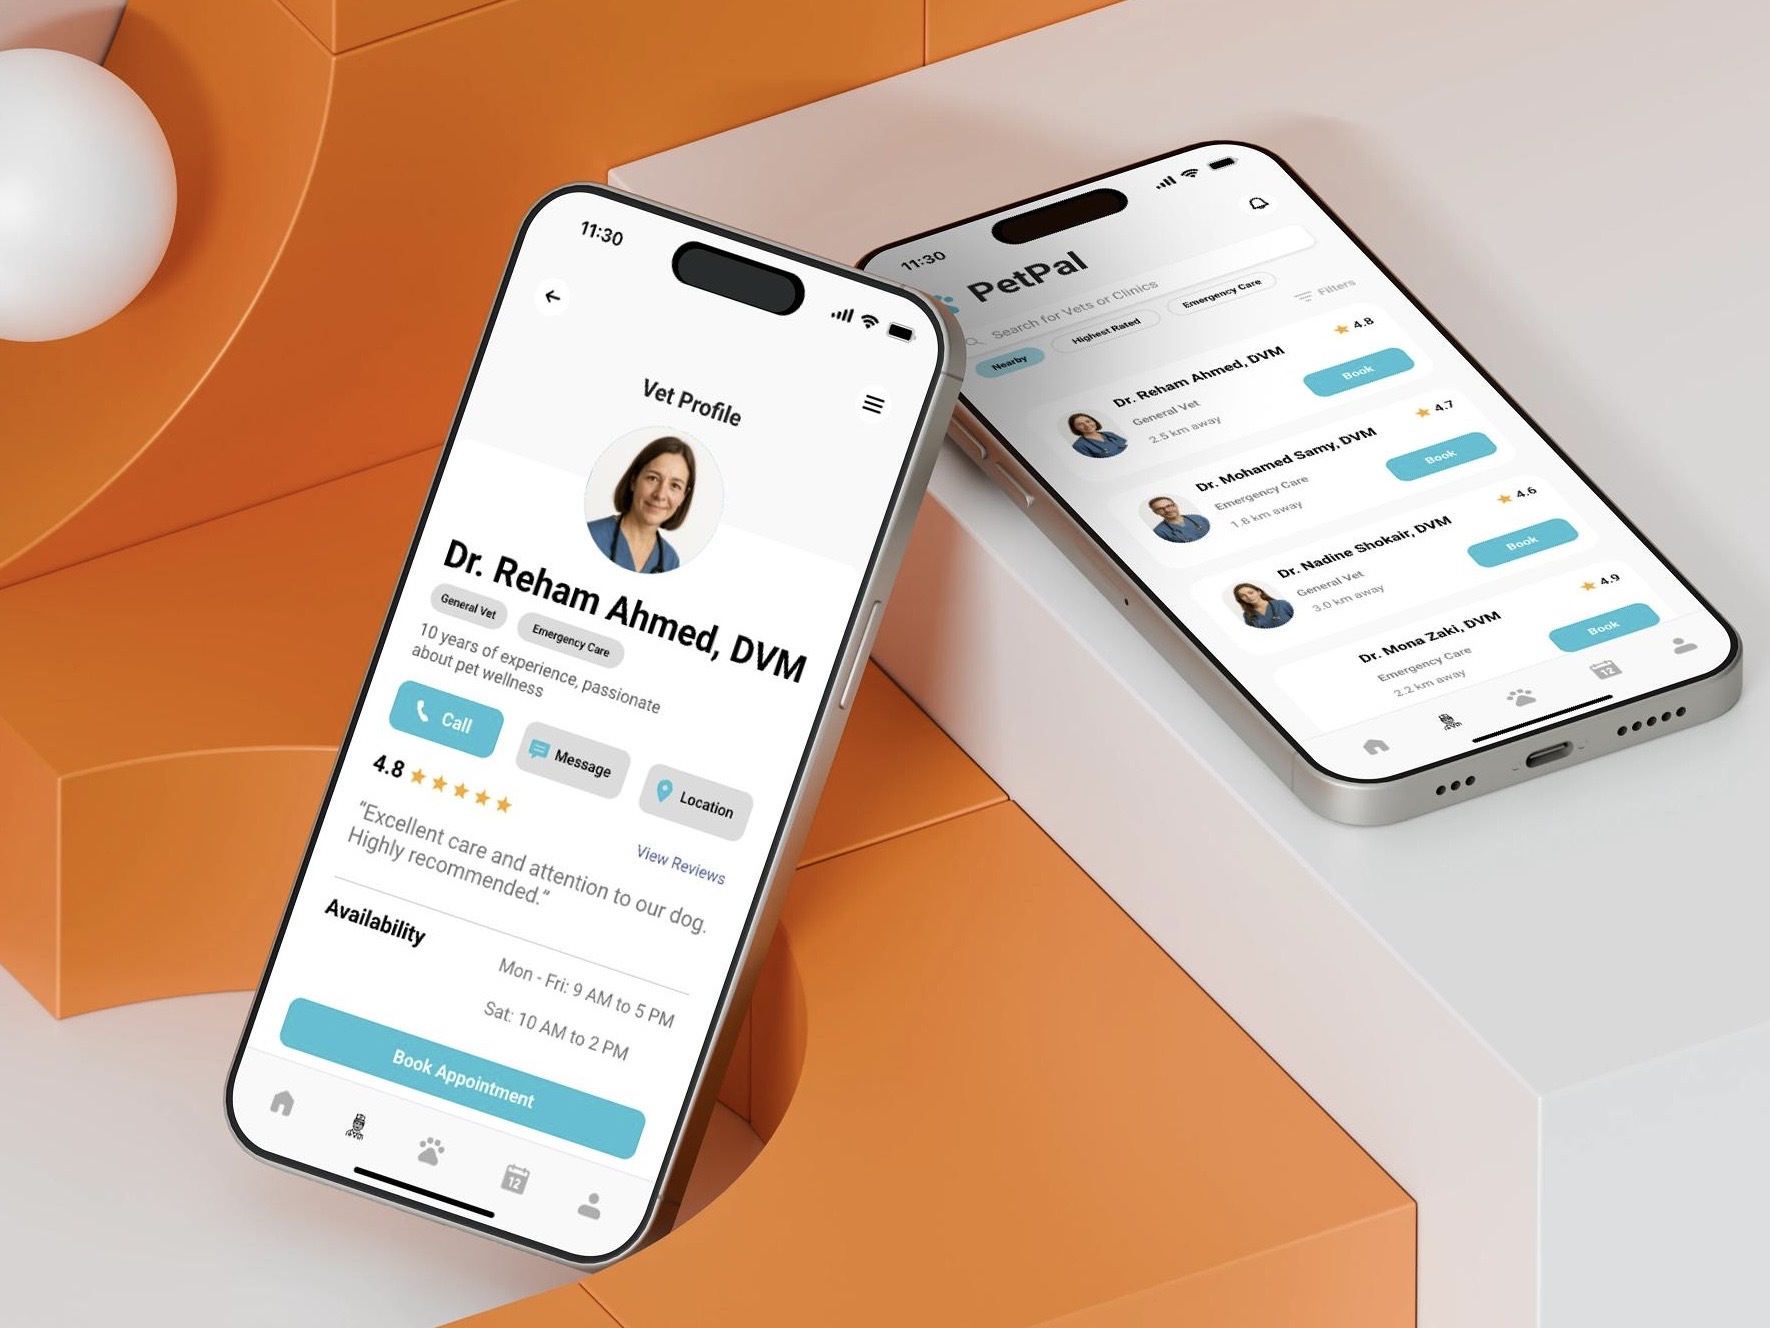 11:30
Vet Profile
Dr. Reham Ahmed, DVM
General Vet
Emergency Care
10 years of experience, passionate
about pet wellness
Call
Message
Location
4.8
View Reviews
“Excellent care and attention to our dog.
Highly recommended.”
Availability
Mon - Fri: 9 AM to 5 PM
Sat: 10 AM to 2 PM
Book Appointment
12
11:30
PetPal
Search for Vets or Clinics
Nearby
Highest Rated
Emergency Care
Filters
Dr. Reham Ahmed, DVM
4.8
General Vet
2.5 km away
Book
Dr. Mohamed Samy, DVM
4.7
Emergency Care
1.8 km away
Book
Dr. Nadine Shokair, DVM
4.6
General Vet
3.0 km away
Book
Dr. Mona Zaki, DVM
4.9
Emergency Care
2.2 km away
Book
12